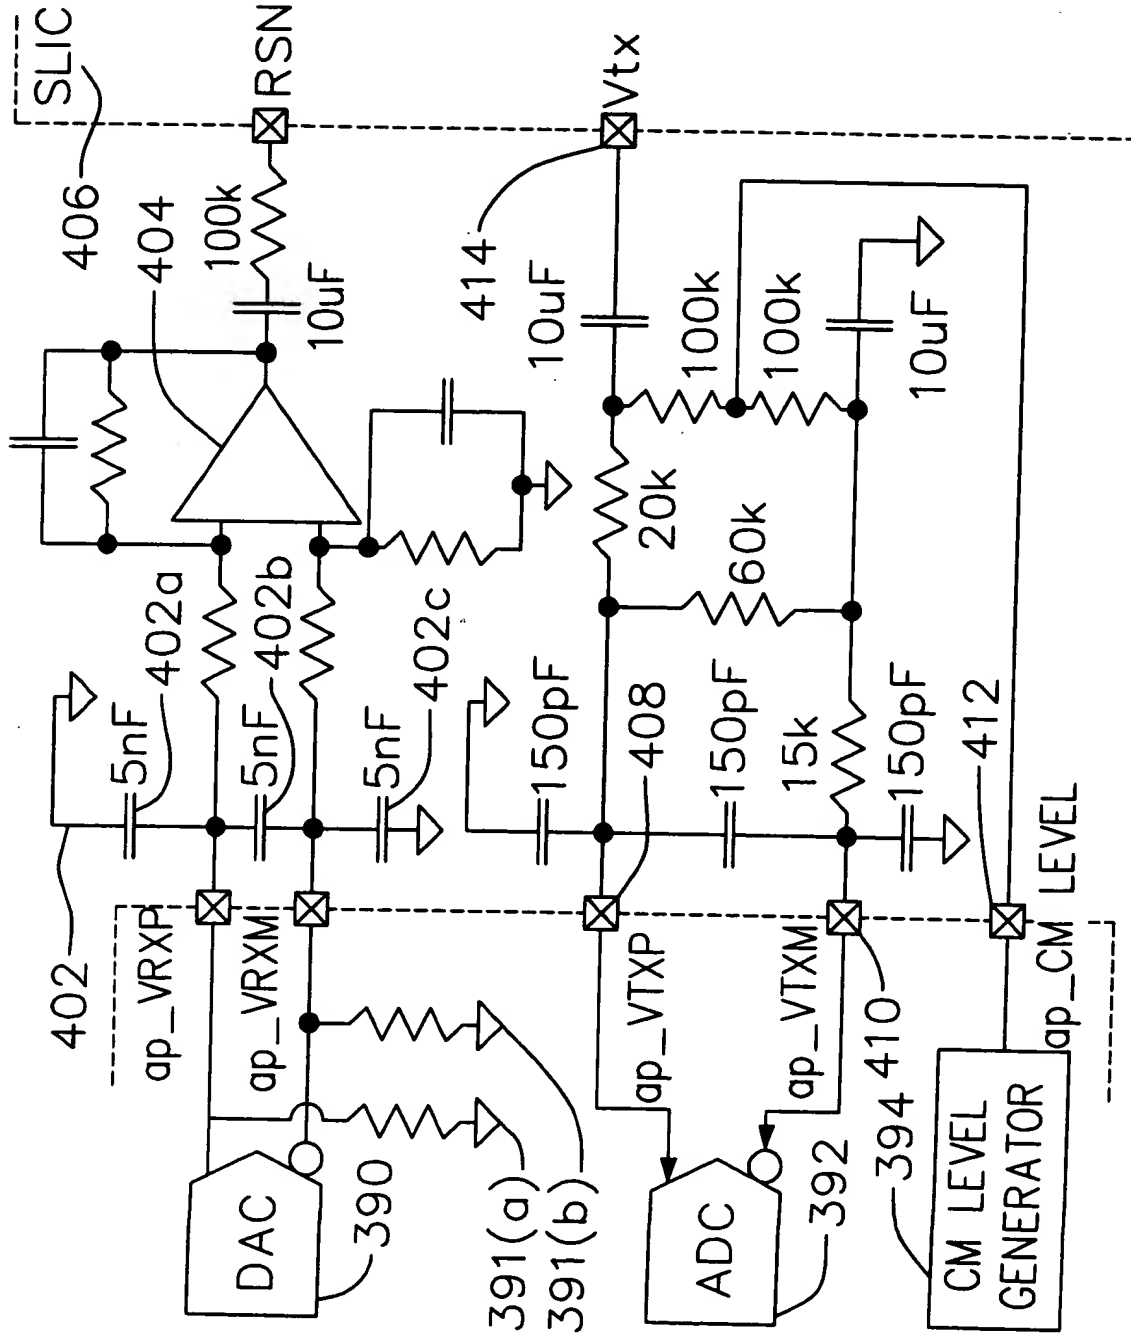 SLIC
406
RSN
404
100k
10uF
402a
402b
402c
5nF
5nF
5nF
402
ap_VRXP
ap_VRXM
DAC
390
391(a)
391(b)
Vtx
414
10uF
100k
100k
10uF
20k
60k
150pF
150pF
15k
150pF
408
412
ap_VTXP
ap_VTXM
410
ap_CM LEVEL
ADC
392
394
CM LEVEL
GENERATOR